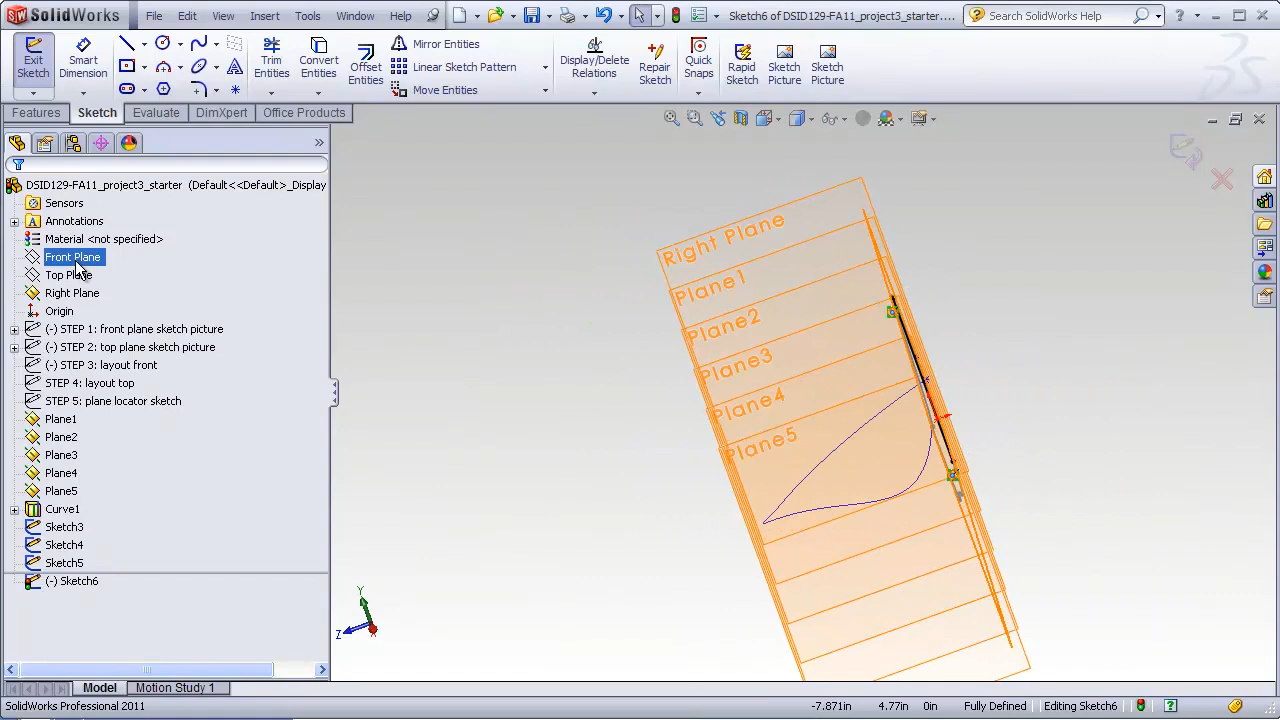 SolidWorks File Edit View Insert Tools Window Help Sketch6 of DSID129-FA11_project3_starter.... Search SolidWorks Help
Exit Sketch Smart Dimension Trim Entities Convert Entities Offset Entities Mirror Entities Linear Sketch Pattern Move Entities Display/Delete Relations Repair Sketch Quick Snaps Rapid Sketch Sketch Picture Sketch Picture
Features Sketch Evaluate DimXpert Office Products
DSID129-FA11_project3_starter (Default<<Default>_Display
Sensors
Annotations
Material <not specified>
Front Plane
Top Plane
Right Plane
Origin
(-) STEP 1: front plane sketch picture
(-) STEP 2: top plane sketch picture
(-) STEP 3: layout front
STEP 4: layout top
STEP 5: plane locator sketch
Plane1
Plane2
Plane3
Plane4
Plane5
Curve1
Sketch3
Sketch4
Sketch5
(-) Sketch6
Right Plane
Plane1
Plane2
Plane3
Plane4
Plane5
Y
Z
X
Model Motion Study 1
SolidWorks Professional 2011 -7.871in 4.77in 0in Fully Defined Editing Sketch6